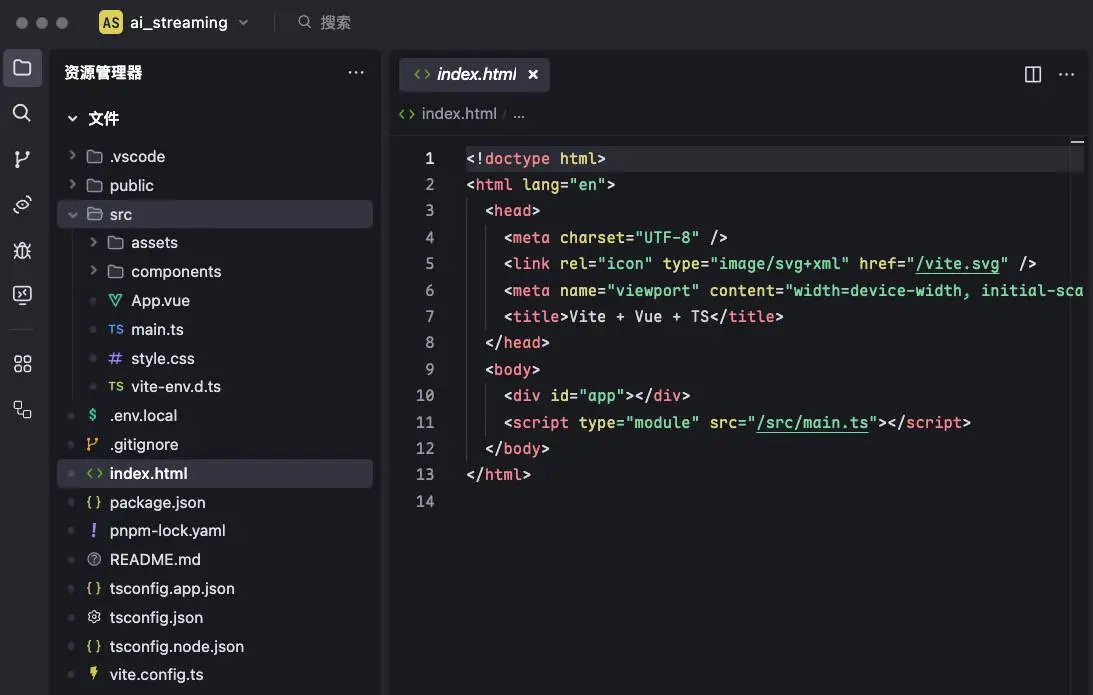 AS ai_streaming 搜索
资源管理器 ...
文件
.vscode
public
src
assets
components
App.vue
TS main.ts
# style.css
TS vite-env.d.ts
$ .env.local
.gitignore
<> index.html
{} package.json
! pnpm-lock.yaml
README.md
{} tsconfig.app.json
tsconfig.json
{} tsconfig.node.json
vite.config.ts
<> index.html ×
<> index.html / ...
1 <!doctype html>
2 <html lang="en">
3 <head>
4 <meta charset="UTF-8" />
5 <link rel="icon" type="image/svg+xml" href="/vite.svg" />
6 <meta name="viewport" content="width=device-width, initial-sca
7 <title>Vite + Vue + TS</title>
8 </head>
9 <body>
10 <div id="app"></div>
11 <script type="module" src="/src/main.ts"></script>
12 </body>
13 </html>
14